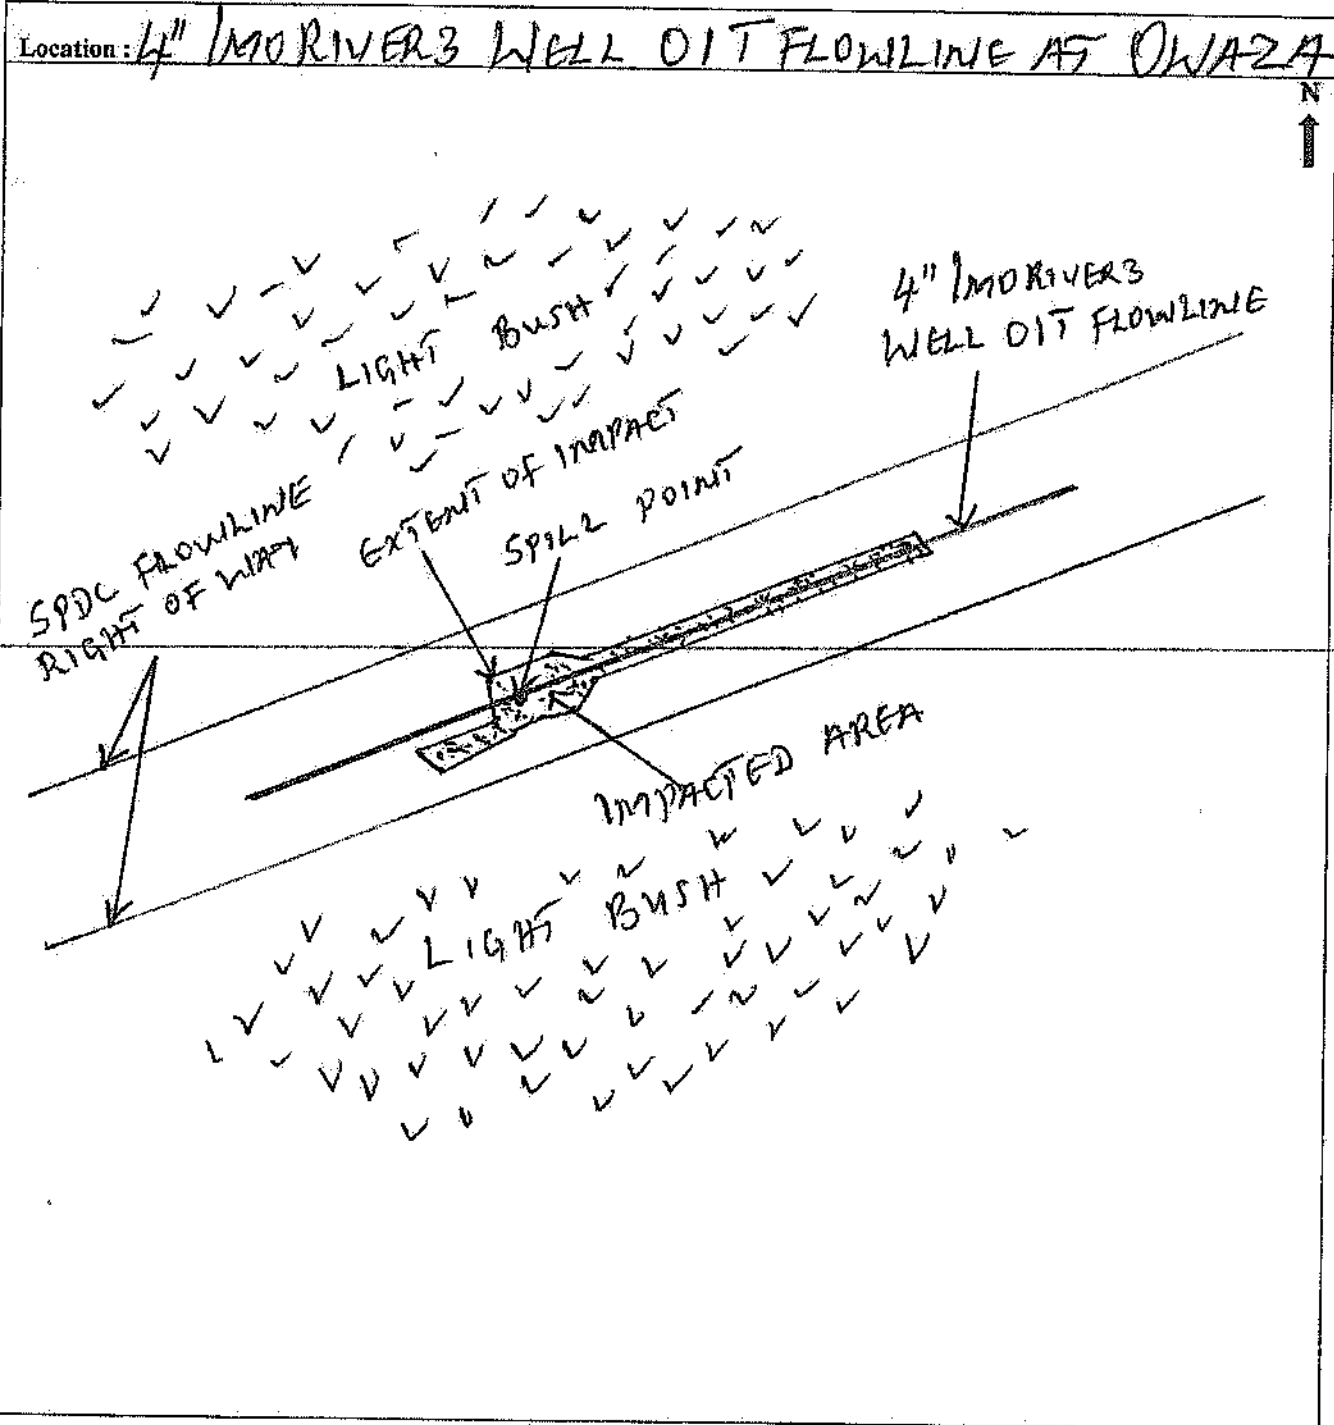 Location : 4" IMORIVER3 WELL 01T FLOWLINE AT OWAZA
N
4" IMORIVER3
WELL 01T FLOWLINE
LIGHT BUSH
EXTENT OF IMPACT
SPILL POINT
SPDC FLOWLINE
RIGHT OF WAY
IMPACTED AREA
LIGHT BUSH